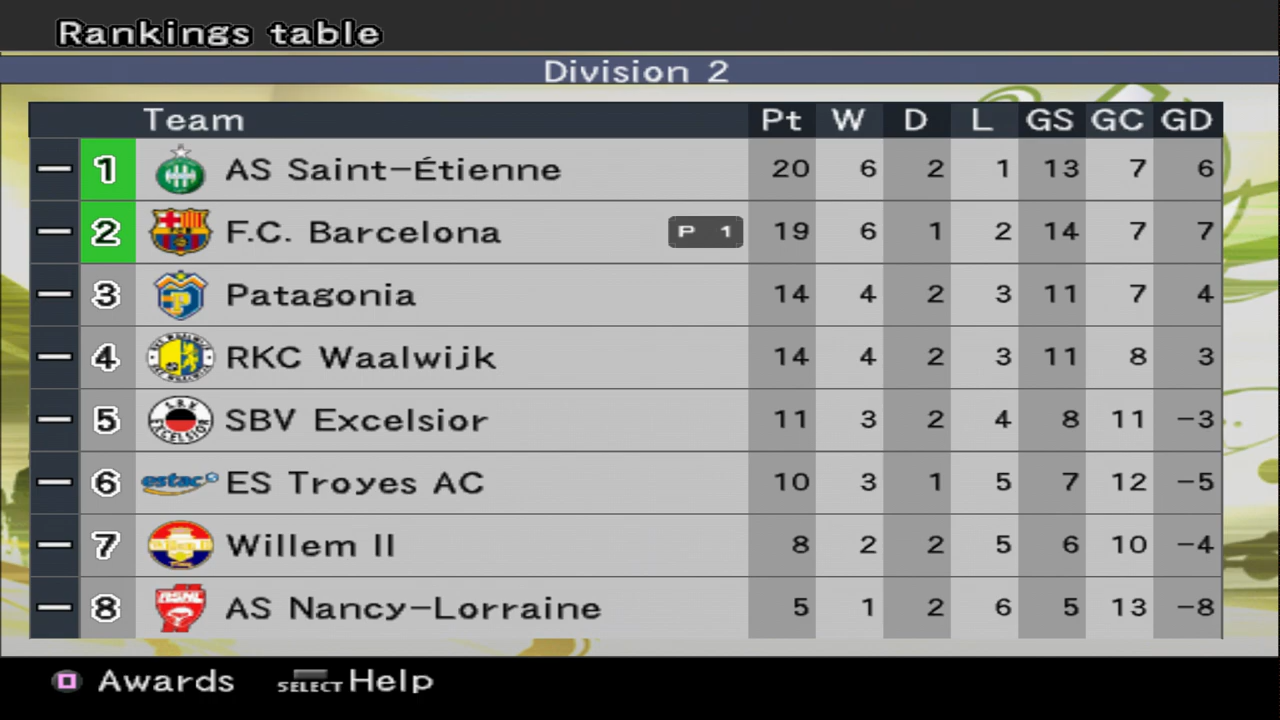 Rankings table
Division 2
Team Pt W D L GS GC GD
1 AS Saint-Étienne 20 6 2 1 13 7 6
2 F.C. Barcelona P 1 19 6 1 2 14 7 7
3 Patagonia 14 4 2 3 11 7 4
4 RKC Waalwijk 14 4 2 3 11 8 3
5 SBV Excelsior 11 3 2 4 8 11 -3
6 estac ES Troyes AC 10 3 1 5 7 12 -5
7 Willem II 8 2 2 5 6 10 -4
8 AS Nancy-Lorraine 5 1 2 6 5 13 -8
Awards SELECT Help